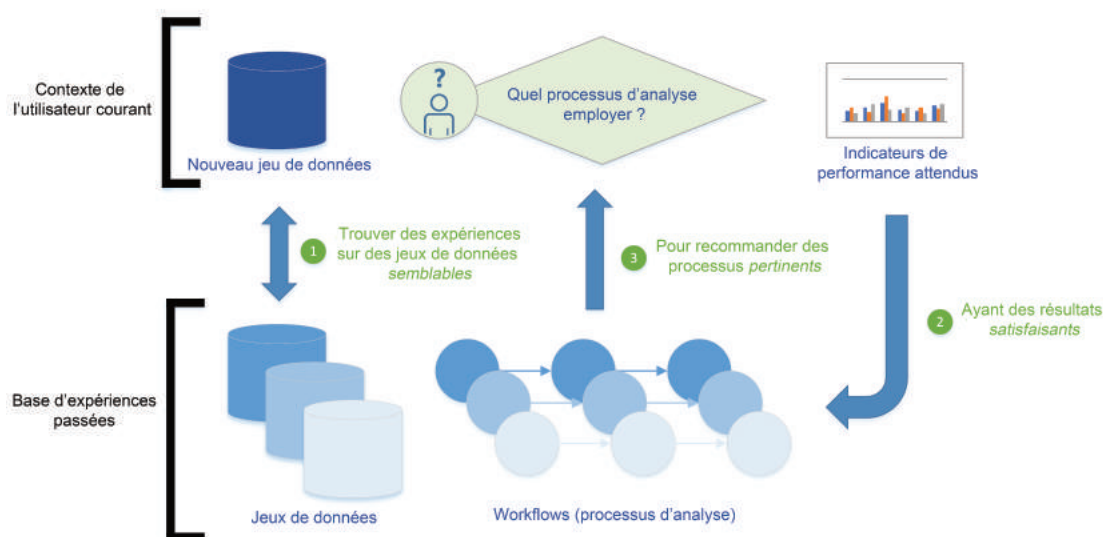 Contexte de
l'utilisateur courant
Nouveau jeu de données
?
Quel processus d'analyse
employer ?
Indicateurs de
performance attendus
1
Trouver des expériences
sur des jeux de données
semblables
3
Pour recommander des
processus pertinents
2
Ayant des résultats
satisfaisants
Base d'expériences
passées
Jeux de données
Workflows (processus d'analyse)